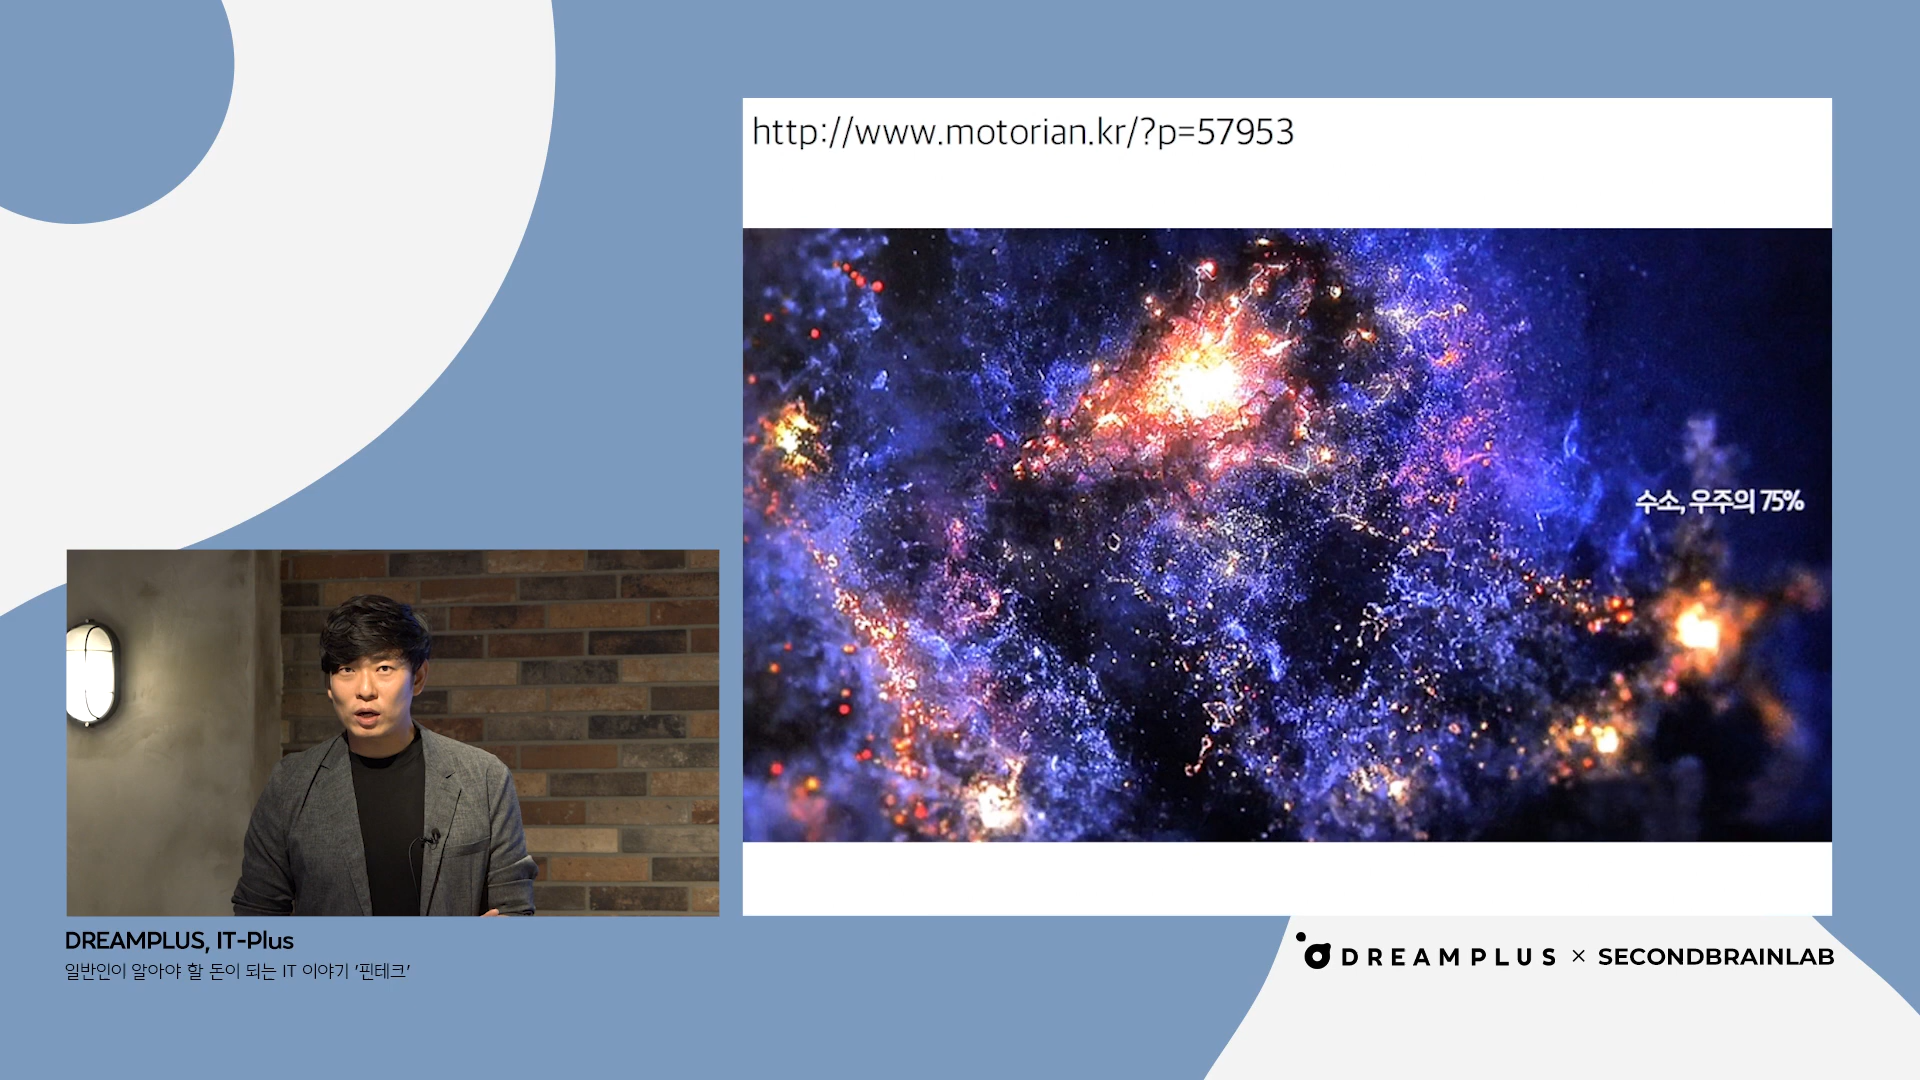 http://www.motorian.kr/?p=57953
수소, 우주의 75%
DREAMPLUS, IT-Plus
일반인이 알아야 할 돈이 되는 IT 이야기 '핀테크'
DREAMPLUS × SECONDBRAINLAB